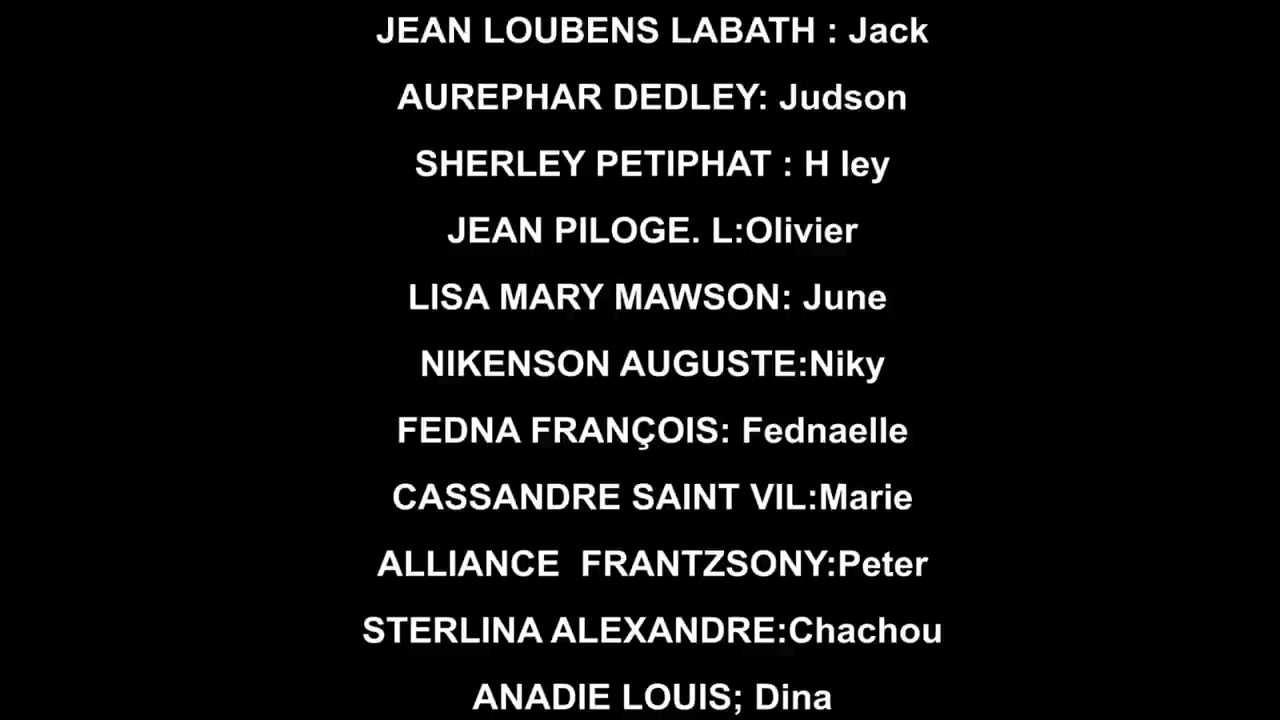 JEAN LOUBENS LABATH : Jack
AUREPHAR DEDLEY: Judson
SHERLEY PETIPHAT : H ley
JEAN PILOGE. L:Olivier
LISA MARY MAWSON: June
NIKENSON AUGUSTE:Niky
FEDNA FRANÇOIS: Fednaelle
CASSANDRE SAINT VIL:Marie
ALLIANCE  FRANTZSONY:Peter
STERLINA ALEXANDRE:Chachou
ANADIE LOUIS; Dina